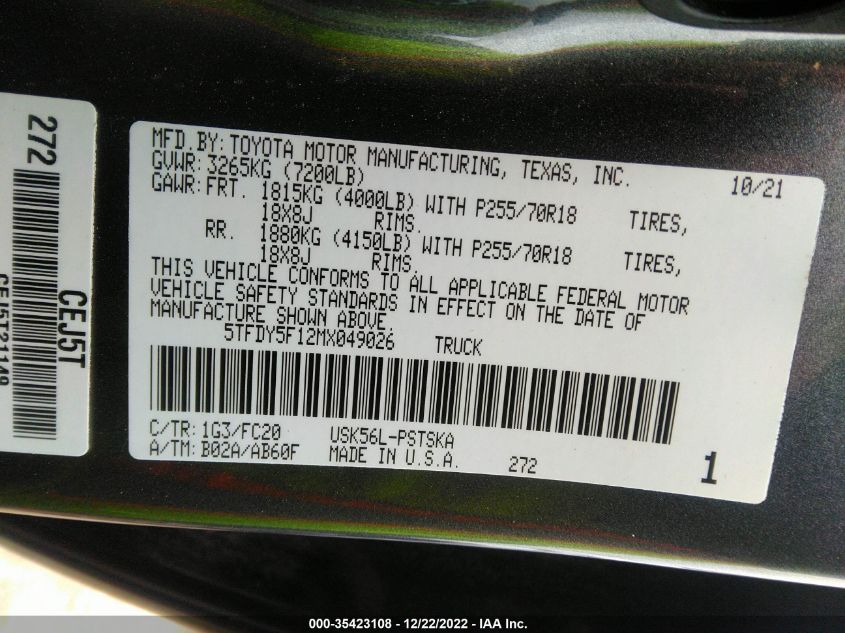 272
CEJ5T
CEJ5T21149
MFD.BY:TOYOTA MOTOR MANUFACTURING, TEXAS, INC. 10/21
GVWR:3265KG (7200LB)
GAWR:FRT. 1815KG (4000LB) WITH P255/70R18 TIRES,
18X8J RIMS.
RR. 1880KG (4150LB) WITH P255/70R18 TIRES,
18X8J RIMS.
THIS VEHICLE CONFORMS TO ALL APPLICABLE FEDERAL MOTOR
VEHICLE SAFETY STANDARDS IN EFFECT ON THE DATE OF
MANUFACTURE SHOWN ABOVE.
5TFDY5F12MX049026 TRUCK
C/TR:1G3/FC20 USK56L-PSTSKA
A/TM:B02A/AB60F MADE IN U.S.A. 272 1
000-35423108 - 12/22/2022 - IAA Inc.